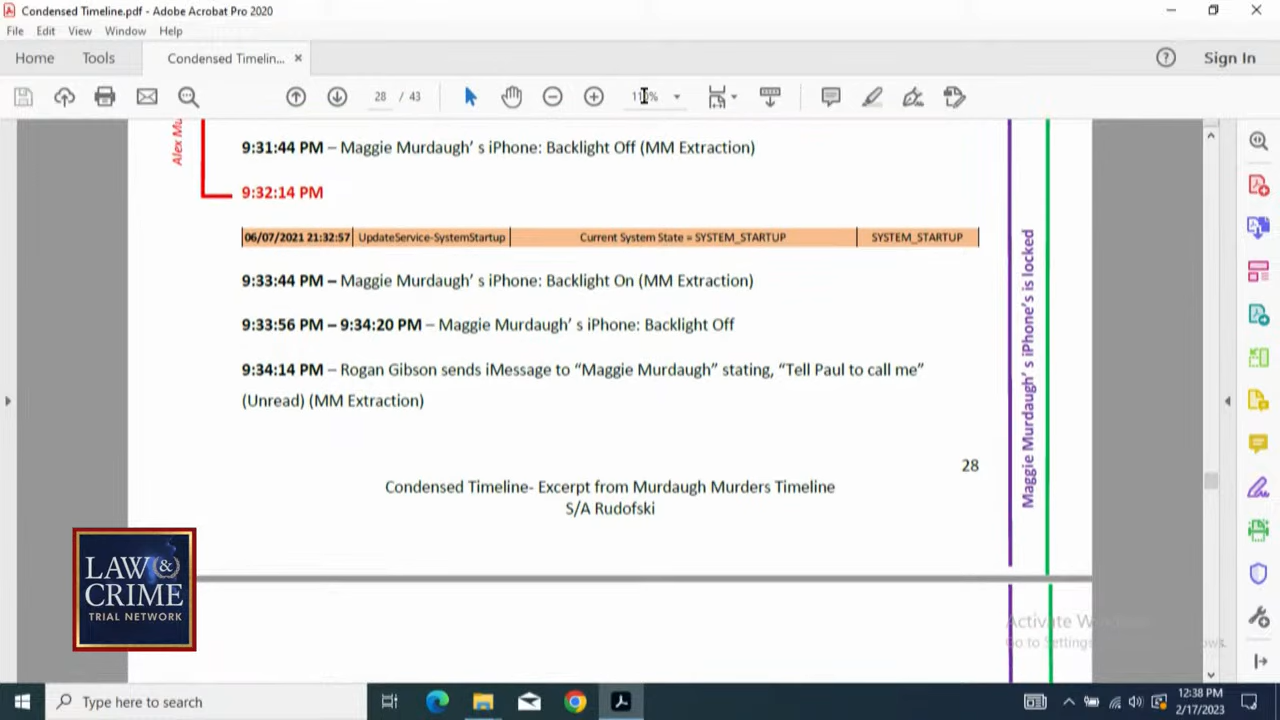 Condensed Timeline.pdf - Adobe Acrobat Pro 2020
File Edit View Window Help
Home Tools Condensed Timelin... × Sign In
28 / 43
Alex Mu
9:31:44 PM – Maggie Murdaugh' s iPhone: Backlight Off (MM Extraction)
9:32:14 PM
06/07/2021 21:32:57 UpdateService-SystemStartup Current System State = SYSTEM_STARTUP SYSTEM_STARTUP
9:33:44 PM – Maggie Murdaugh' s iPhone: Backlight On (MM Extraction)
9:33:56 PM – 9:34:20 PM – Maggie Murdaugh' s iPhone: Backlight Off
9:34:14 PM – Rogan Gibson sends iMessage to “Maggie Murdaugh” stating, “Tell Paul to call me”
(Unread) (MM Extraction)
Maggie Murdaugh' s iPhone's is locked
28
Condensed Timeline- Excerpt from Murdaugh Murders Timeline
S/A Rudofski
LAW &
CRIME
TRIAL NETWORK
Activate W
Go to Settings
Type here to search
12:38 PM
2/17/2023